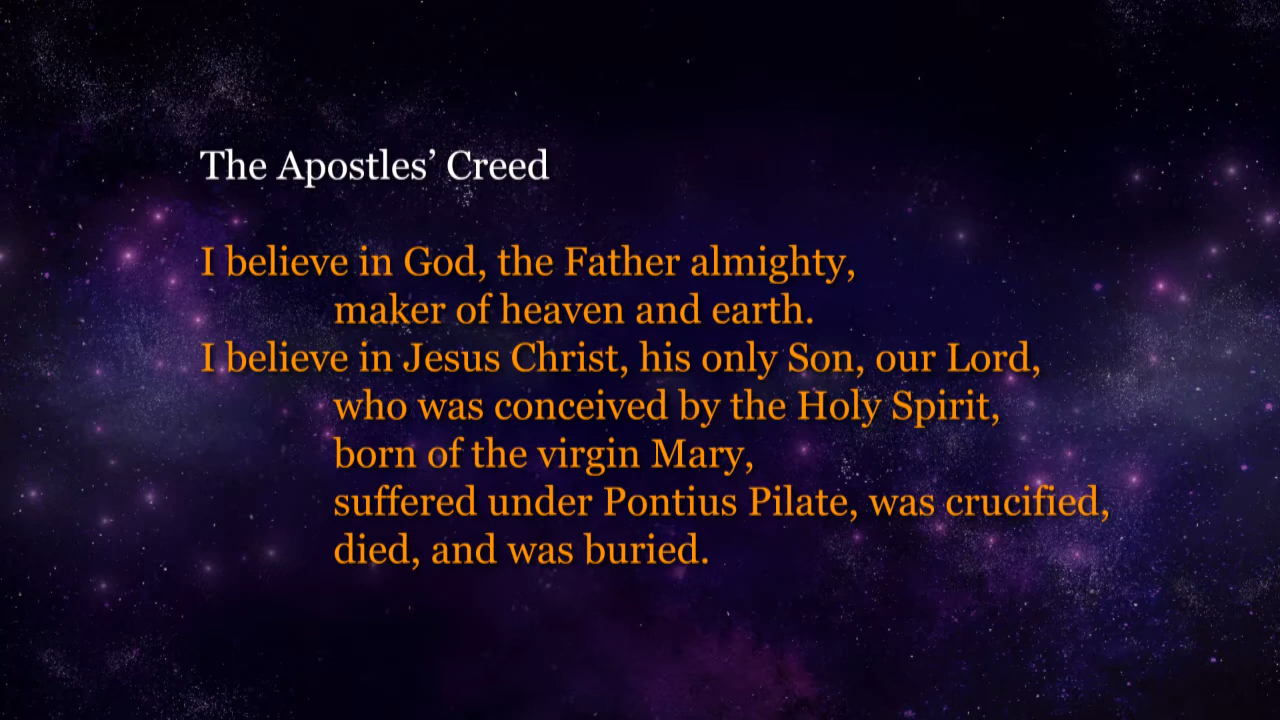 The Apostles’ Creed
I believe in God, the Father almighty,
maker of heaven and earth.
I believe in Jesus Christ, his only Son, our Lord,
who was conceived by the Holy Spirit,
born of the virgin Mary,
suffered under Pontius Pilate, was crucified,
died, and was buried.